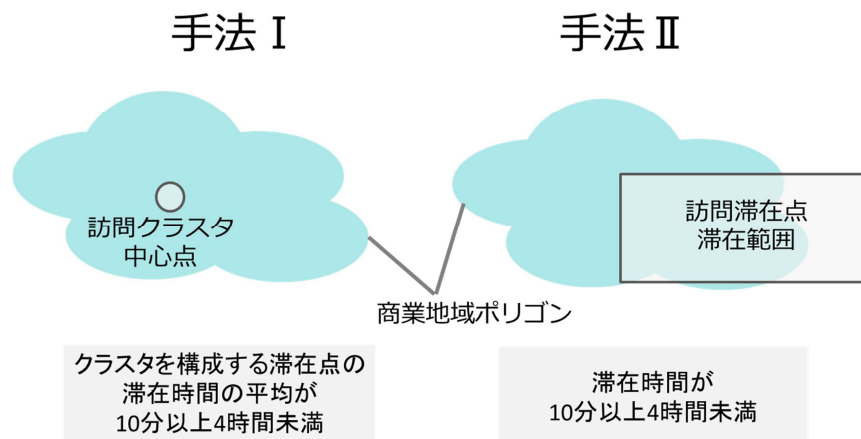 手法Ⅰ
手法Ⅱ
訪問クラスタ
中心点
訪問滞在点
滞在範囲
商業地域ポリゴン
クラスタを構成する滞在点の
滞在時間の平均が
10分以上4時間未満
滞在時間が
10分以上4時間未満